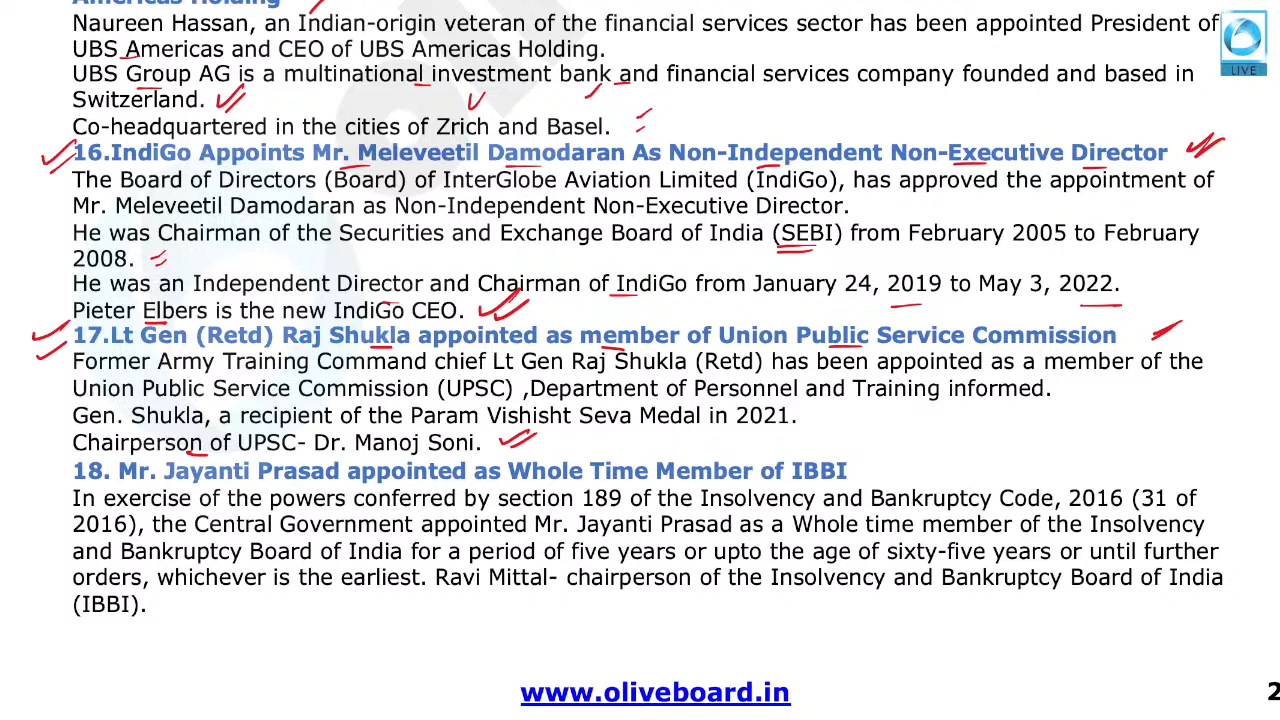 Americas Holding
Naureen Hassan, an Indian-origin veteran of the financial services sector has been appointed President of
UBS Americas and CEO of UBS Americas Holding.
UBS Group AG is a multinational investment bank and financial services company founded and based in
Switzerland.
Co-headquartered in the cities of Zrich and Basel.
16.IndiGo Appoints Mr. Meleveetil Damodaran As Non-Independent Non-Executive Director
The Board of Directors (Board) of InterGlobe Aviation Limited (IndiGo), has approved the appointment of
Mr. Meleveetil Damodaran as Non-Independent Non-Executive Director.
He was Chairman of the Securities and Exchange Board of India (SEBI) from February 2005 to February
2008.
He was an Independent Director and Chairman of IndiGo from January 24, 2019 to May 3, 2022.
Pieter Elbers is the new IndiGo CEO.
17.Lt Gen (Retd) Raj Shukla appointed as member of Union Public Service Commission
Former Army Training Command chief Lt Gen Raj Shukla (Retd) has been appointed as a member of the
Union Public Service Commission (UPSC) ,Department of Personnel and Training informed.
Gen. Shukla, a recipient of the Param Vishisht Seva Medal in 2021.
Chairperson of UPSC- Dr. Manoj Soni.
18. Mr. Jayanti Prasad appointed as Whole Time Member of IBBI
In exercise of the powers conferred by section 189 of the Insolvency and Bankruptcy Code, 2016 (31 of
2016), the Central Government appointed Mr. Jayanti Prasad as a Whole time member of the Insolvency
and Bankruptcy Board of India for a period of five years or upto the age of sixty-five years or until further
orders, whichever is the earliest. Ravi Mittal- chairperson of the Insolvency and Bankruptcy Board of India
(IBBI).
www.oliveboard.in
2
LIVE